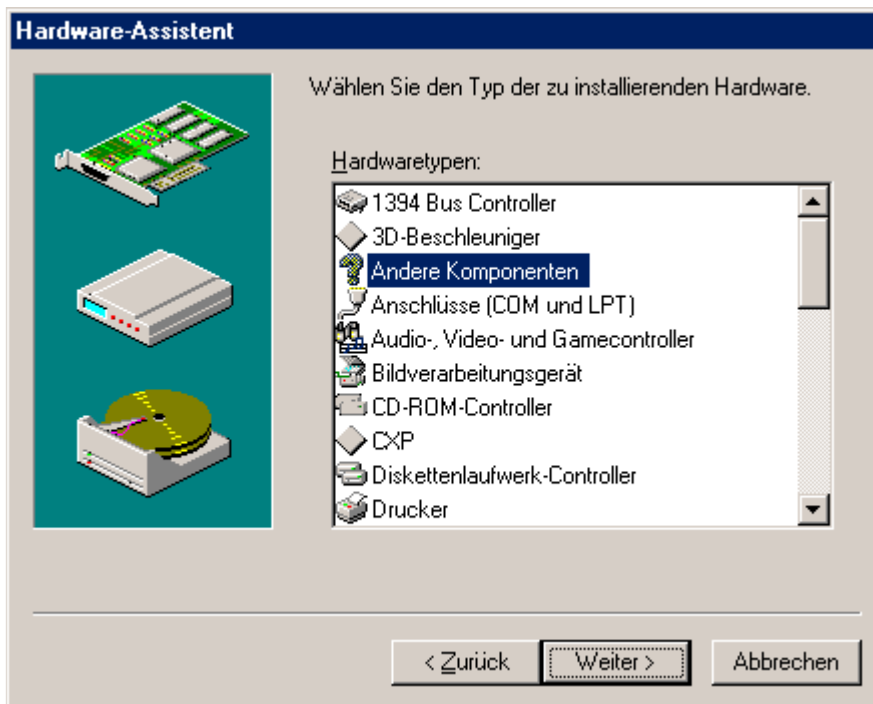 Hardware-Assistent
Wählen Sie den Typ der zu installierenden Hardware.
Hardwaretypen:
1394 Bus Controller
3D-Beschleuniger
Andere Komponenten
Anschlüsse (COM und LPT)
Audio-, Video- und Gamecontroller
Bildverarbeitungsgerät
CD-ROM-Controller
CXP
Diskettenlaufwerk-Controller
Drucker
< Zurück Weiter > Abbrechen